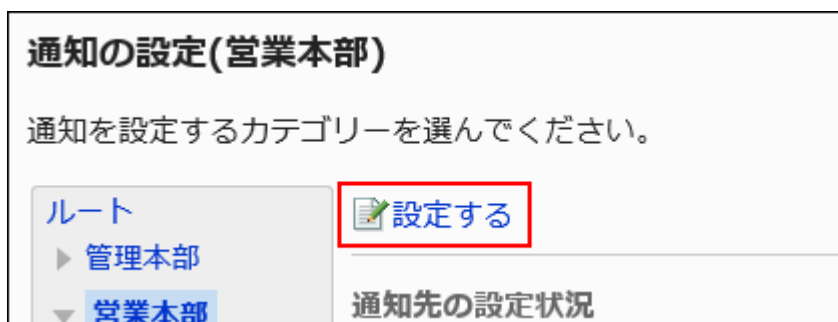 通知の設定(営業本部)
通知を設定するカテゴリーを選んでください。
ルート
管理本部
営業本部
設定する
通知先の設定状況